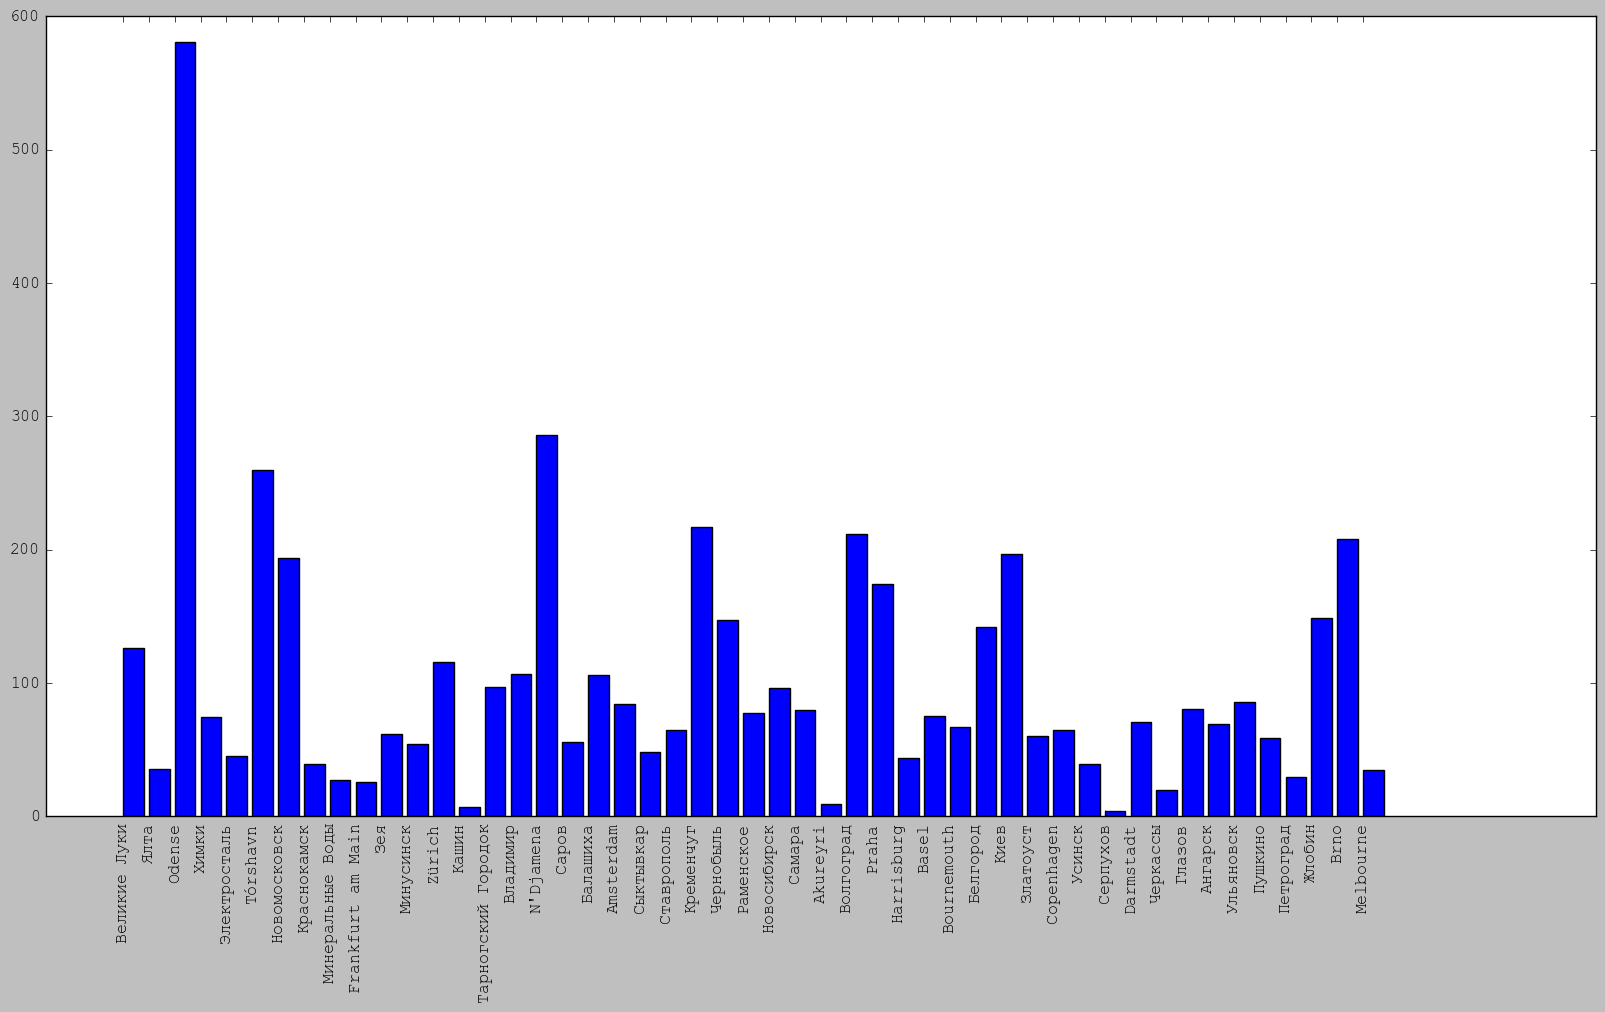 600
500
400
300
200
100
0
Великие Луки
Ялта
Odense
Химки
Электросталь
Tórshavn
Новомосковск
Краснокамск
Минеральные Воды
Frankfurt am Main
Зея
Минусинск
Zürich
Кашин
Тарногский Городок
Владимир
N'Djamena
Саров
Балашиха
Amsterdam
Сыктывкар
Ставрополь
Кременчуг
Чернобыль
Раменское
Новосибирск
Самара
Akureyri
Волгоград
Praha
Harrisburg
Basel
Bournemouth
Белгород
Киев
Златоуст
Copenhagen
Усинск
Серпухов
Darmstadt
Черкассы
Глазов
Ангарск
Ульяновск
Пушкино
Петроград
Жлобин
Brno
Melbourne